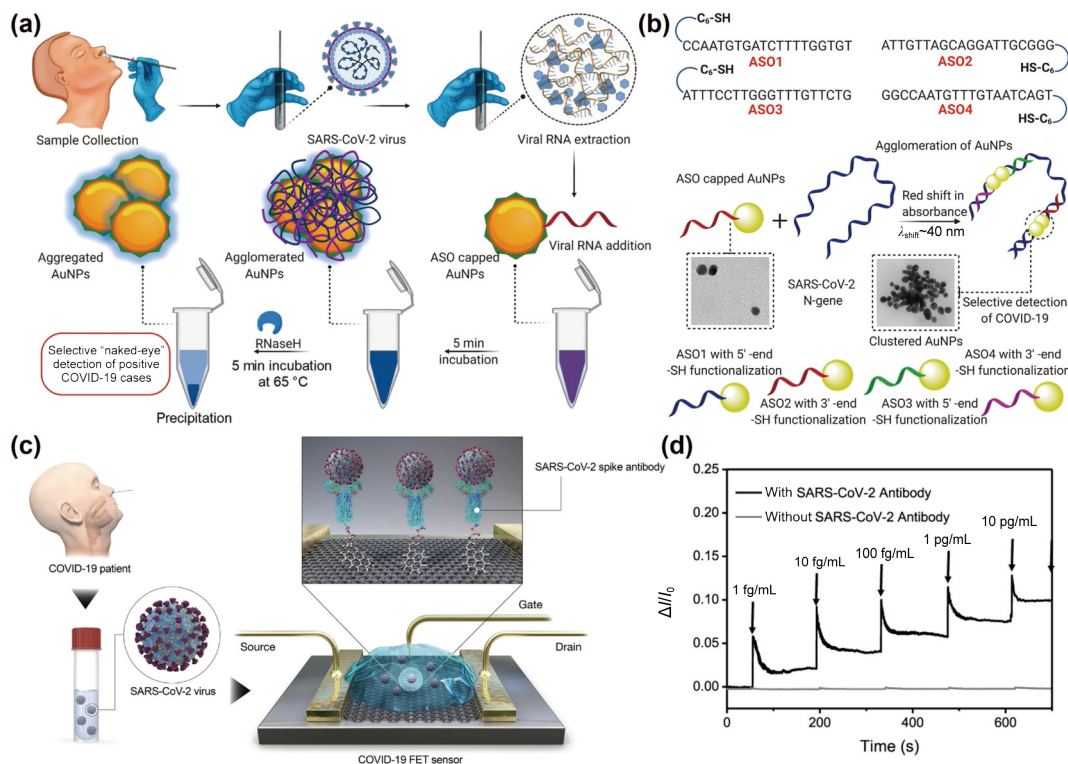 (a)
Sample Collection
SARS-CoV-2 virus
Viral RNA extraction
Aggregated
AuNPs
Agglomerated
AuNPs
ASO capped
AuNPs
Viral RNA addition
Selective "naked-eye"
detection of positive
COVID-19 cases
Precipitation
RNaseH
5 min incubation
at 65 °C
5 min
incubation
(b)
C6-SH
CCAATGTGATCTTTTGGTGT
ASO1
ATTGTTAGCAGGATTGCGGG
ASO2
HS-C6
C6-SH
ATTTCCTTGGGTTTGTTCTG
ASO3
GGCCAATGTTTGTAATCAGT
ASO4
HS-C6
Agglomeration of AuNPs
ASO capped AuNPs
Red shift in
absorbance
λshift~40 nm
SARS-CoV-2
N-gene
Clustered AuNPs
Selective detection
of COVID-19
ASO1 with 5' -end
-SH functionalization
ASO2 with 3' -end
-SH functionalization
ASO3 with 5' -end
-SH functionalization
ASO4 with 3' -end
-SH functionalization
(c)
COVID-19 patient
SARS-CoV-2 virus
SARS-CoV-2 spike antibody
Source
Gate
Drain
COVID-19 FET sensor
(d)
With SARS-CoV-2 Antibody
Without SARS-CoV-2 Antibody
1 fg/mL
10 fg/mL
100 fg/mL
1 pg/mL
10 pg/mL
0.25
0.20
0.15
0.10
0.05
0.00
ΔI/I0
0
200
400
600
Time (s)